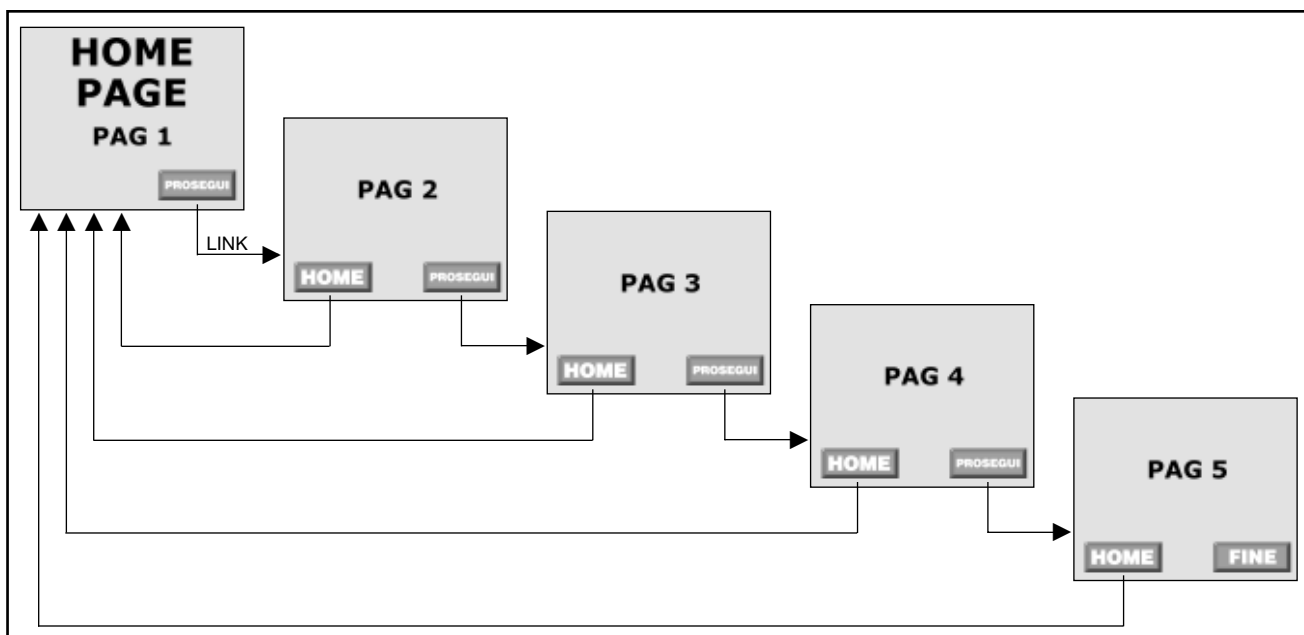 HOME
PAGE
PAG 1
PROSEGUI
LINK
PAG 2
HOME
PROSEGUI
PAG 3
HOME
PROSEGUI
PAG 4
HOME
PROSEGUI
PAG 5
HOME
FINE